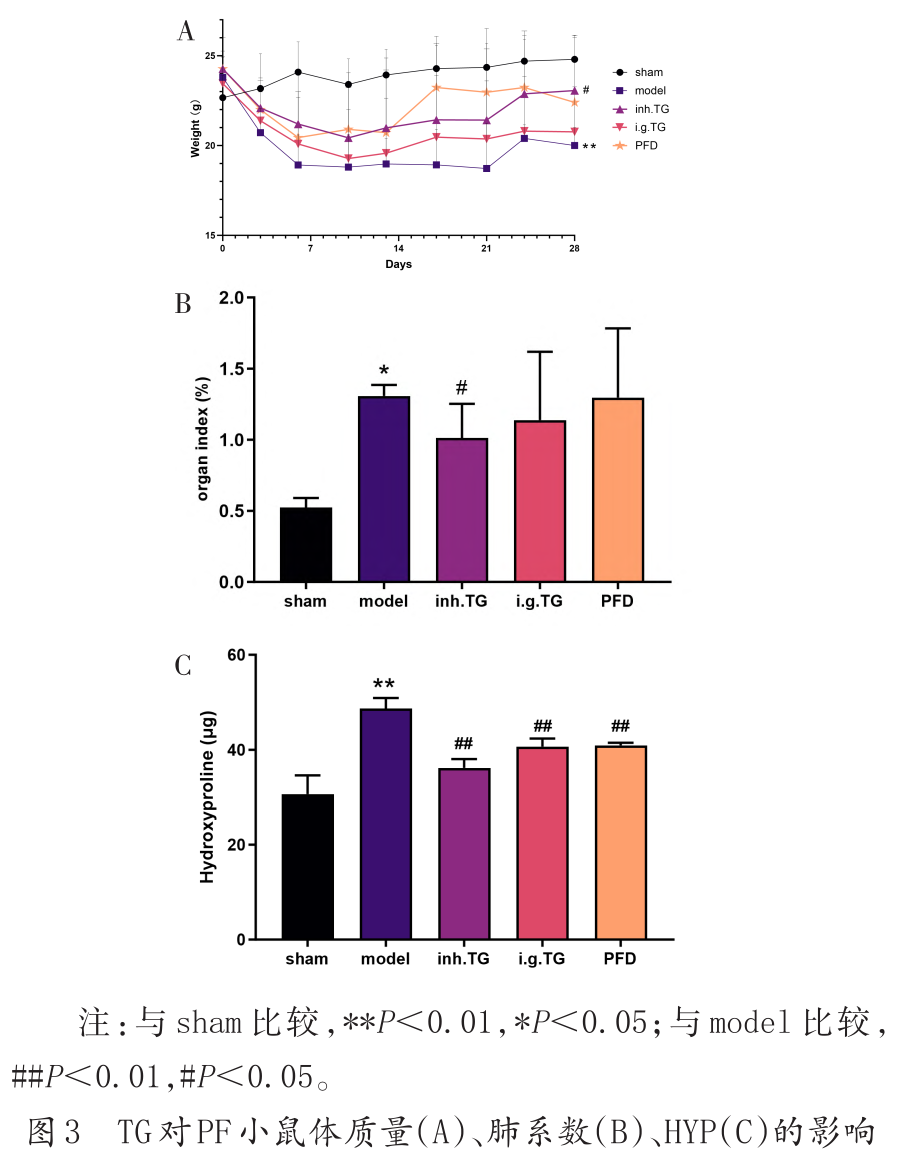 A
25
20
15
Weight (g)
0 7 14 21 28
Days
sham
model
inh.TG
i.g.TG
PFD
#
**
B
2.0
1.5
1.0
0.5
0.0
organ index (%)
*
#
sham model inh.TG i.g.TG PFD
C
60
40
20
0
Hydroxyproline (μg)
**
##
##
##
sham model inh.TG i.g.TG PFD
注:与sham比较,**P<0.01,*P<0.05;与model比较,
##P<0.01,#P<0.05。
图3 TG对PF小鼠体质量(A)、肺系数(B)、HYP(C)的影响